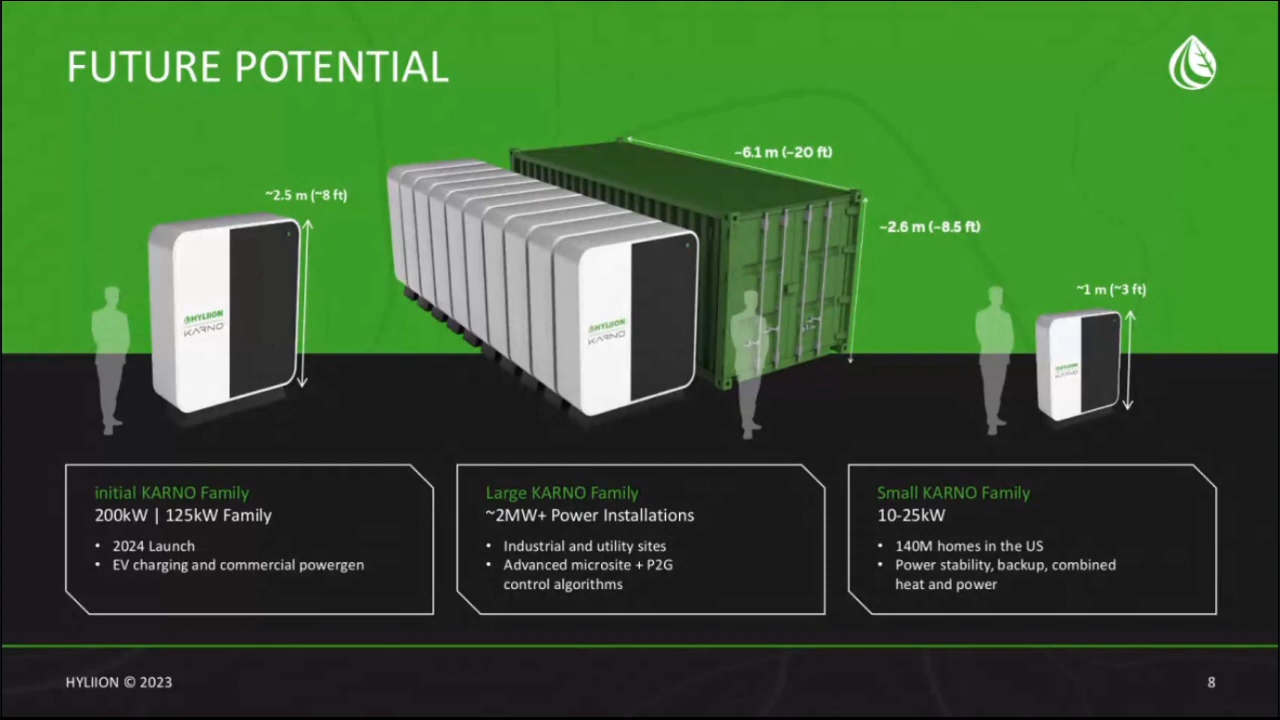 FUTURE POTENTIAL
~6.1 m (~20 ft)
~2.5 m (~8 ft)
~2.6 m (~8.5 ft)
~1 m (~3 ft)
HYLIION
KARNO
HYLIION
KARNO
HYLIION
KARNO
initial KARNO Family
200kW | 125kW Family
• 2024 Launch
• EV charging and commercial powergen
Large KARNO Family
~2MW+ Power Installations
• Industrial and utility sites
• Advanced microsite + P2G
control algorithms
Small KARNO Family
10-25kW
• 140M homes in the US
• Power stability, backup, combined
heat and power
HYLIION © 2023
8